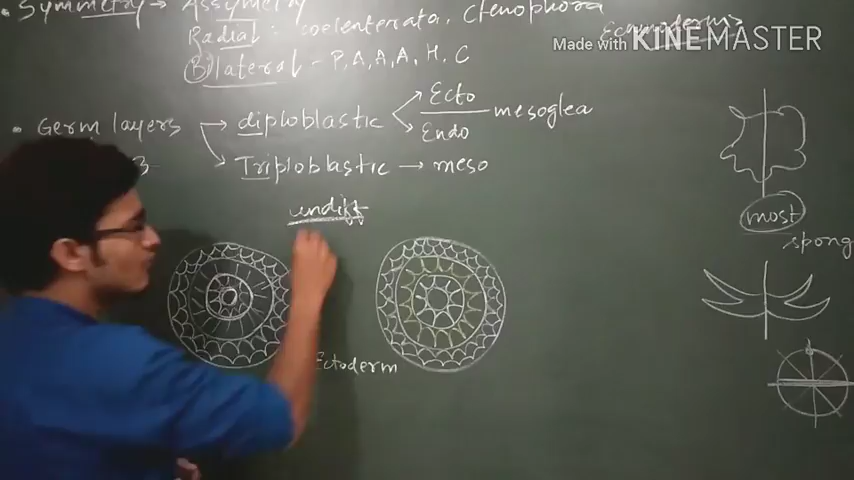 • Symmetry → Assymetry
Radial : coelenterata, Ctenophora
Echinoderms
Made with KINEMASTER
Bilateral - P, A, A, A, H, C
• Germ layers → diploblastic
Ecto
Endo
mesoglea
Triploblastic → meso
undiff
most
spong
Ectoderm